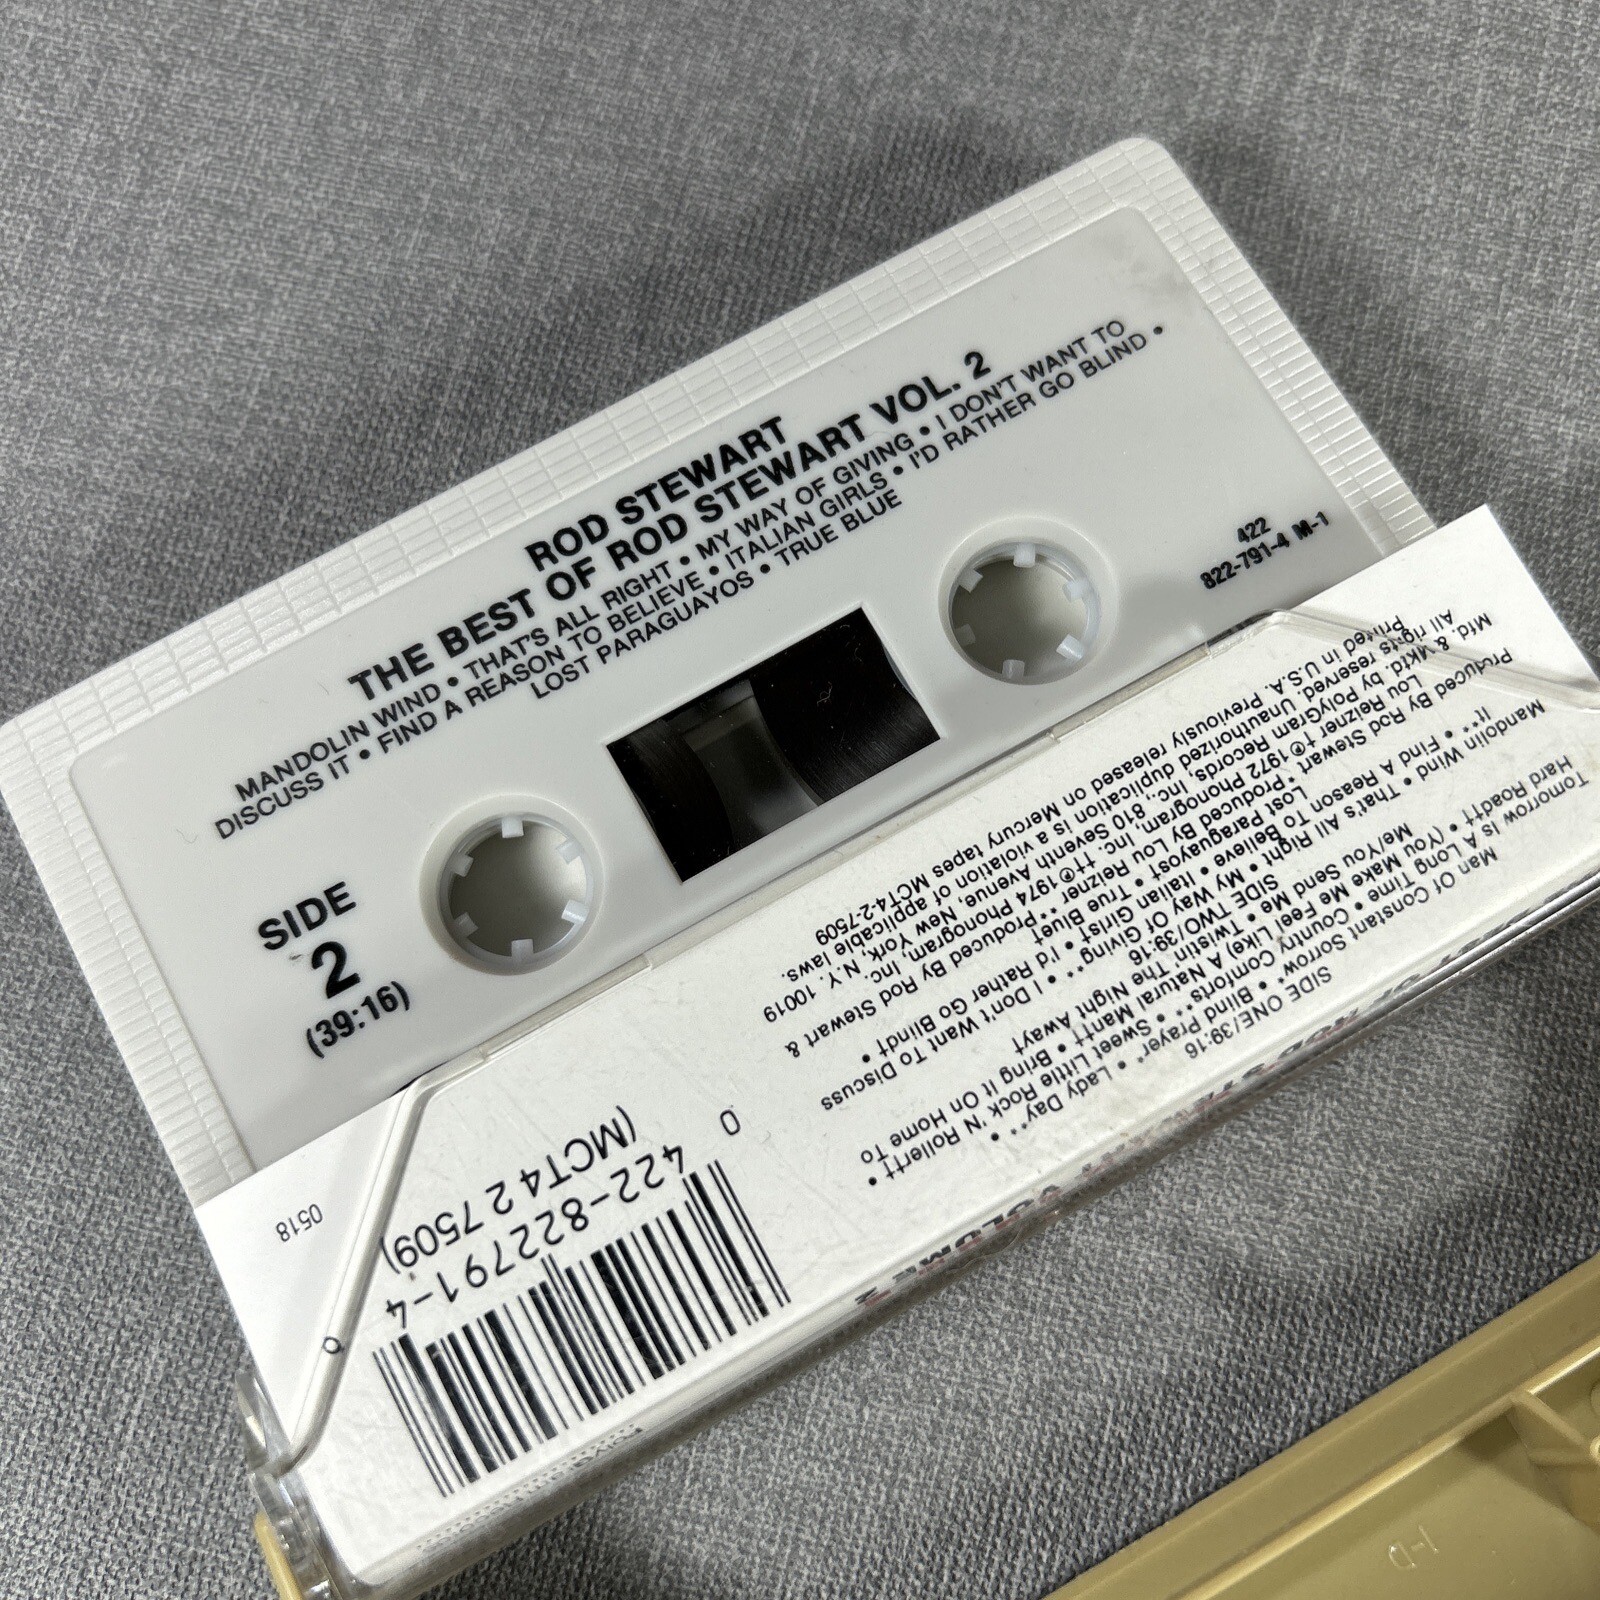 ROD STEWART
THE BEST OF ROD STEWART VOL. 2
MANDOLIN WIND • THAT'S ALL RIGHT • MY WAY OF GIVING • I DON'T WANT TO
DISCUSS IT • FIND A REASON TO BELIEVE • ITALIAN GIRLS • I'D RATHER GO BLIND •
LOST PARAGUAYOS • TRUE BLUE
SIDE
2
(39:16)
422
822-791-4 M-1
SIDE ONE/39:16
Man Of Constant Sorrow
• Blind Prayer* • Lady Day** •
Tomorrow Is A Long Time • Country Comforts
• Sweet Little Rock 'N Roller†† •
Hard Road†† • (You Make Me Feel Like) A Natural Man†† • Bring It On Home To
Me/You Send Me • Twistin' The Night Away†
SIDE TWO/39:16
Mandolin Wind • That's All Right • My Way Of Giving** • I Don't Want To Discuss
It** • Find A Reason To Believe • Italian Girls† • I'd Rather Go Blind† •
Lost Paraguayos† • True Blue†
Produced By Rod Stewart *Produced By Lou Reizner **Produced By Rod Stewart &
Lou Reizner †℗1972 Phonogram, Inc. ††℗1974 Phonogram, Inc.
Mfd. & Mktd. by PolyGram Records, Inc., 810 Seventh Avenue, New York, N.Y. 10019
All rights reserved. Unauthorized duplication is a violation of applicable laws.
Printed in U.S.A. Previously released on Mercury tapes MCT4-2-7509
0
422-822791-4
(MCT4 2 7509)
0518
ROD STEWART VOLUME 2
1-D